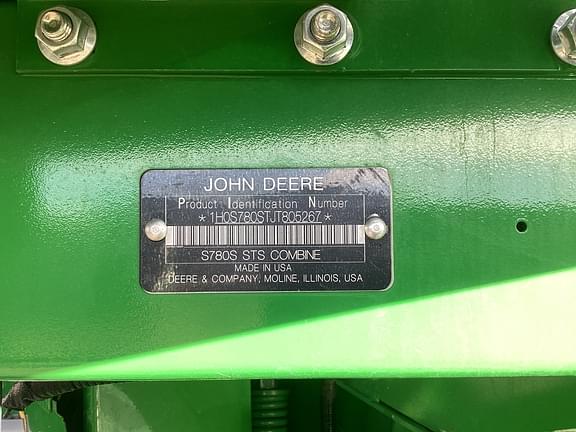 JOHN DEERE
Product Identification Number
*1H0S780STJT805267*
S780S STS COMBINE
MADE IN USA
DEERE & COMPANY, MOLINE, ILLINOIS, USA